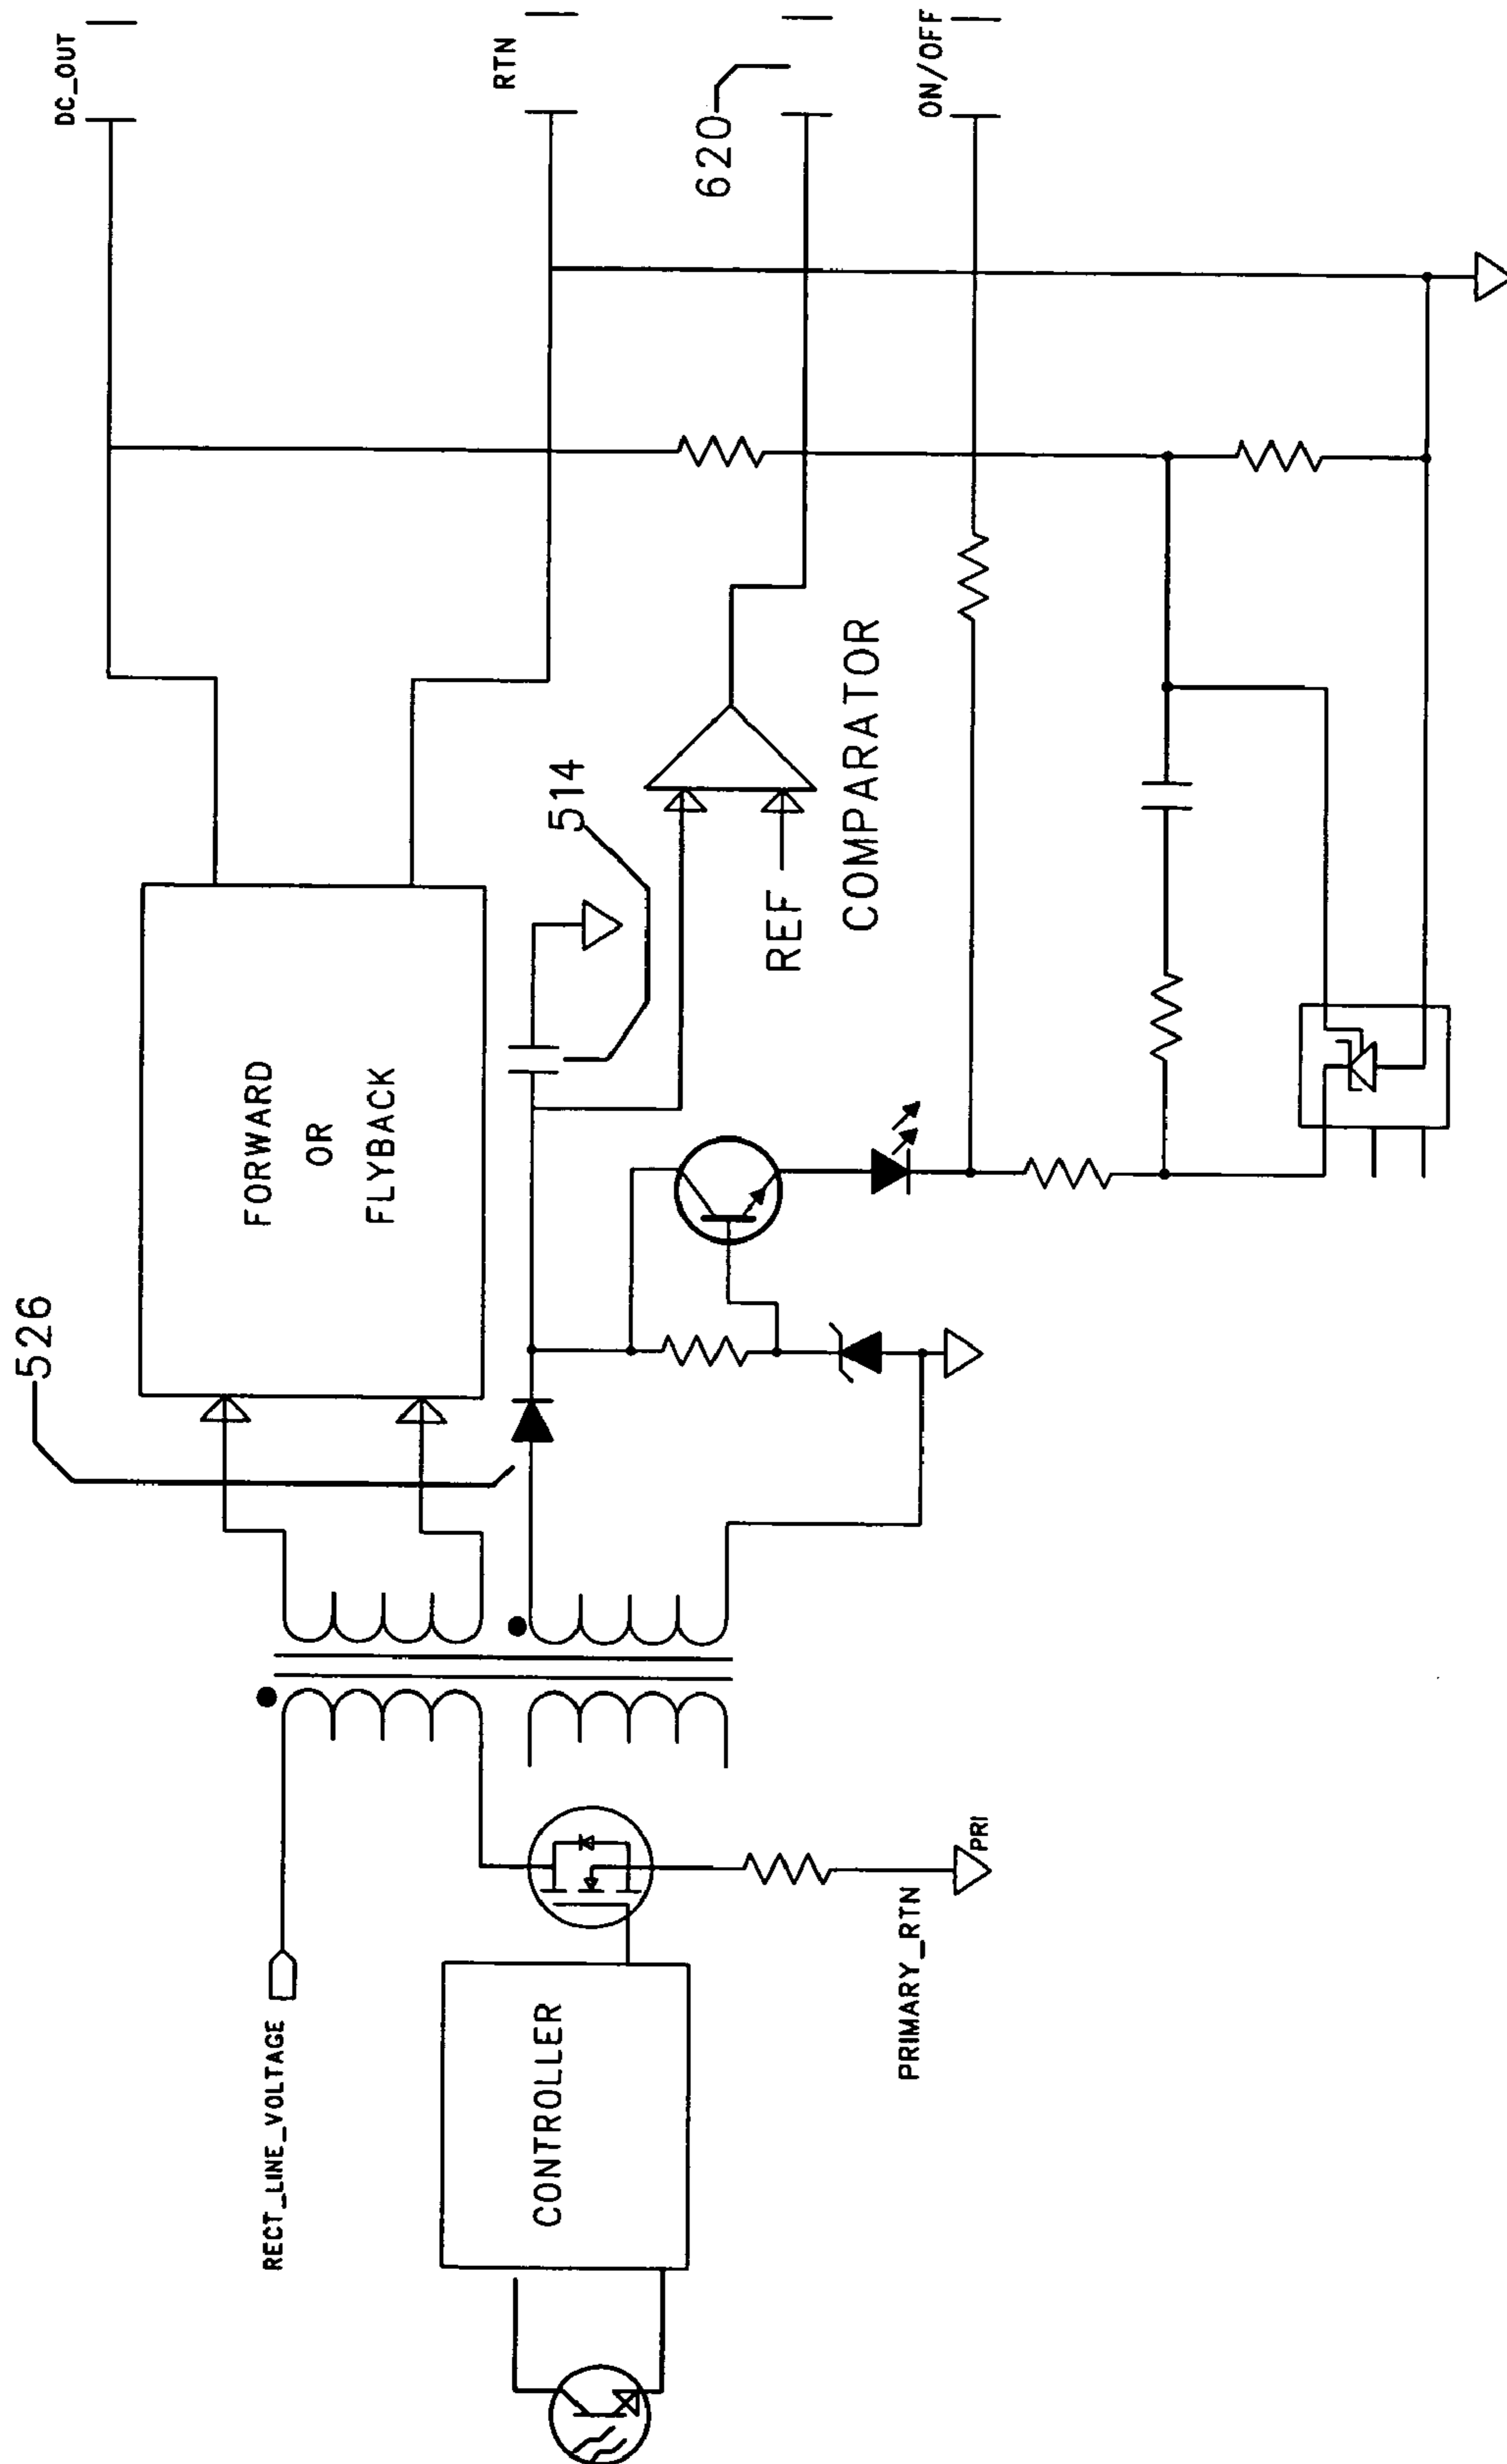 DC_OUT
RTN
620
ON/OFF
526
FORWARD
OR
FLYBACK
514
REF
COMPARATOR
RECT_LINE_VOLTAGE
CONTROLLER
PRIMARY_RTN
PRI